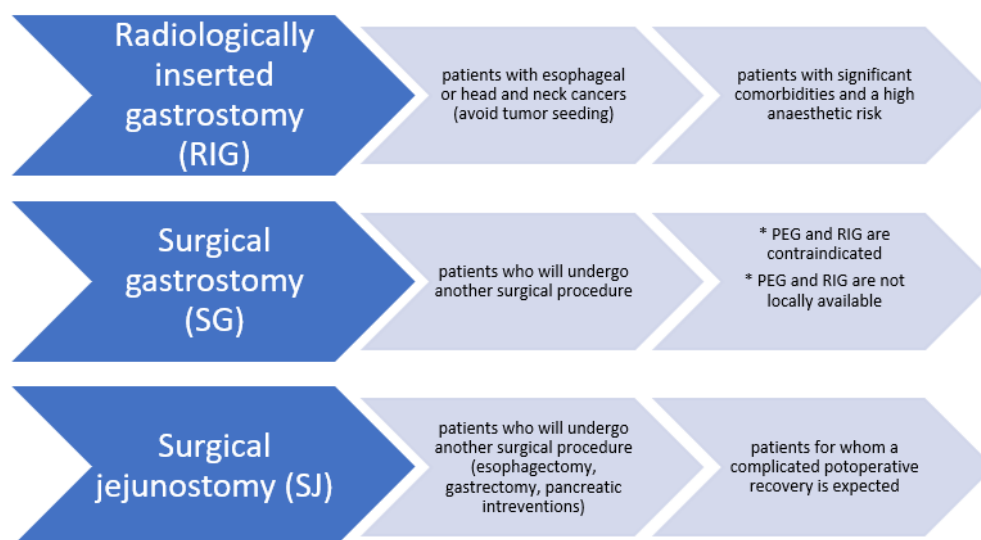 Radiologically
inserted
gastrostomy
(RIG)
patients with esophageal
or head and neck cancers
(avoid tumor seeding)
patients with significant
comorbidities and a high
anaesthetic risk
Surgical
gastrostomy
(SG)
patients who will undergo
another surgical procedure
* PEG and RIG are
contraindicated
* PEG and RIG are not
locally available
Surgical
jejunostomy (SJ)
patients who will undergo
another surgical procedure
(esophagectomy,
gastrectomy, pancreatic
intreventions)
patients for whom a
complicated potoperative
recovery is expected